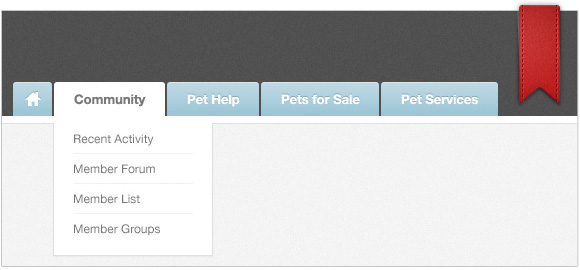 Community Pet Help Pets for Sale Pet Services
Recent Activity
Member Forum
Member List
Member Groups